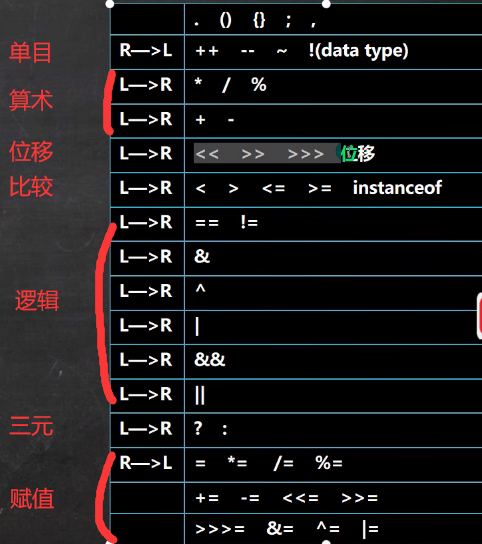 . () {} ; ,
单目 R—>L ++ -- ~ !(data type)
算术 L—>R * / %
L—>R + -
位移 L—>R << >> >>> 位移
比较 L—>R < > <= >= instanceof
L—>R == !=
L—>R &
逻辑 L—>R ^
L—>R |
L—>R &&
L—>R ||
三元 L—>R ? :
R—>L = *= /= %=
赋值 += -= <<= >>=
>>>= &= ^= |=